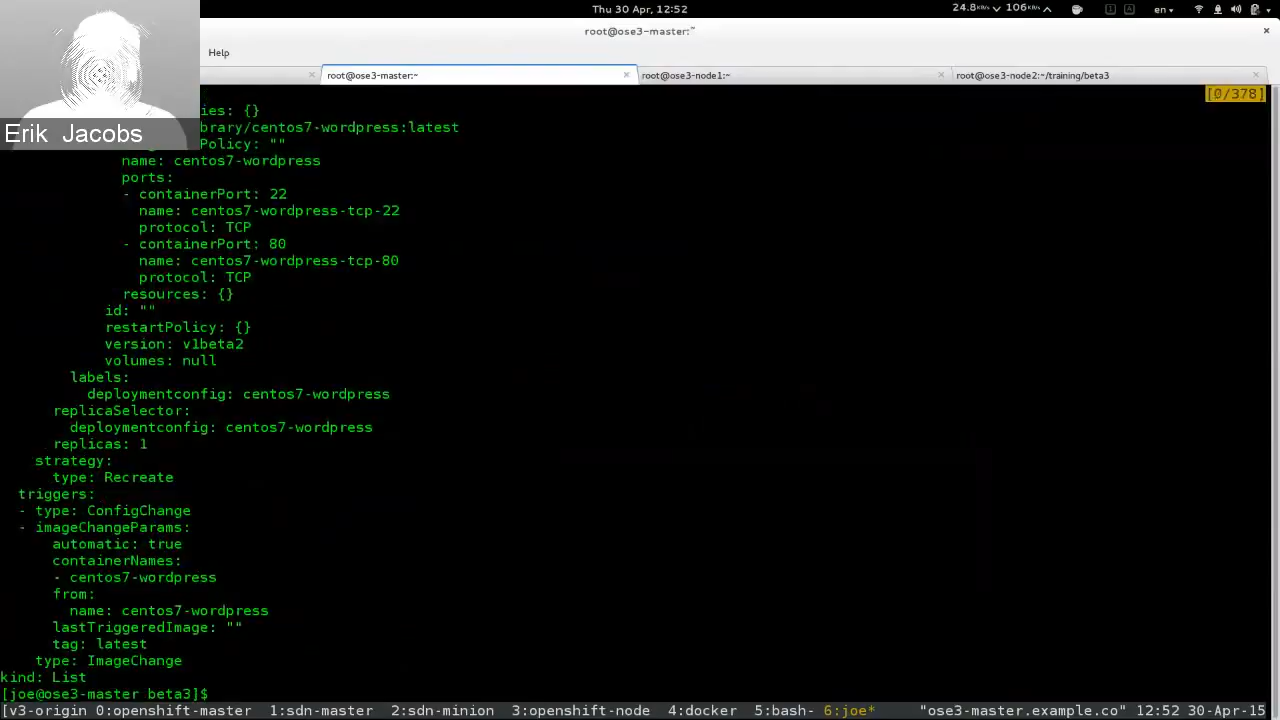 Thu 30 Apr, 12:52
24.8 kB/s 106 kB/s
en
root@ose3-master:~
Help
root@ose3-master:~
root@ose3-node1:~
root@ose3-node2:~/training/beta3
[0/378]
Erik Jacobs
ies: {}
brary/centos7-wordpress:latest
Policy: ""
name: centos7-wordpress
ports:
- containerPort: 22
name: centos7-wordpress-tcp-22
protocol: TCP
- containerPort: 80
name: centos7-wordpress-tcp-80
protocol: TCP
resources: {}
id: ""
restartPolicy: {}
version: v1beta2
volumes: null
labels:
deploymentconfig: centos7-wordpress
replicaSelector:
deploymentconfig: centos7-wordpress
replicas: 1
strategy:
type: Recreate
triggers:
- type: ConfigChange
- imageChangeParams:
automatic: true
containerNames:
- centos7-wordpress
from:
name: centos7-wordpress
lastTriggeredImage: ""
tag: latest
type: ImageChange
kind: List
[joe@ose3-master beta3]$
[v3-origin 0:openshift-master 1:sdn-master 2:sdn-minion 3:openshift-node 4:docker 5:bash- 6:joe* "ose3-master.example.co" 12:52 30-Apr-15